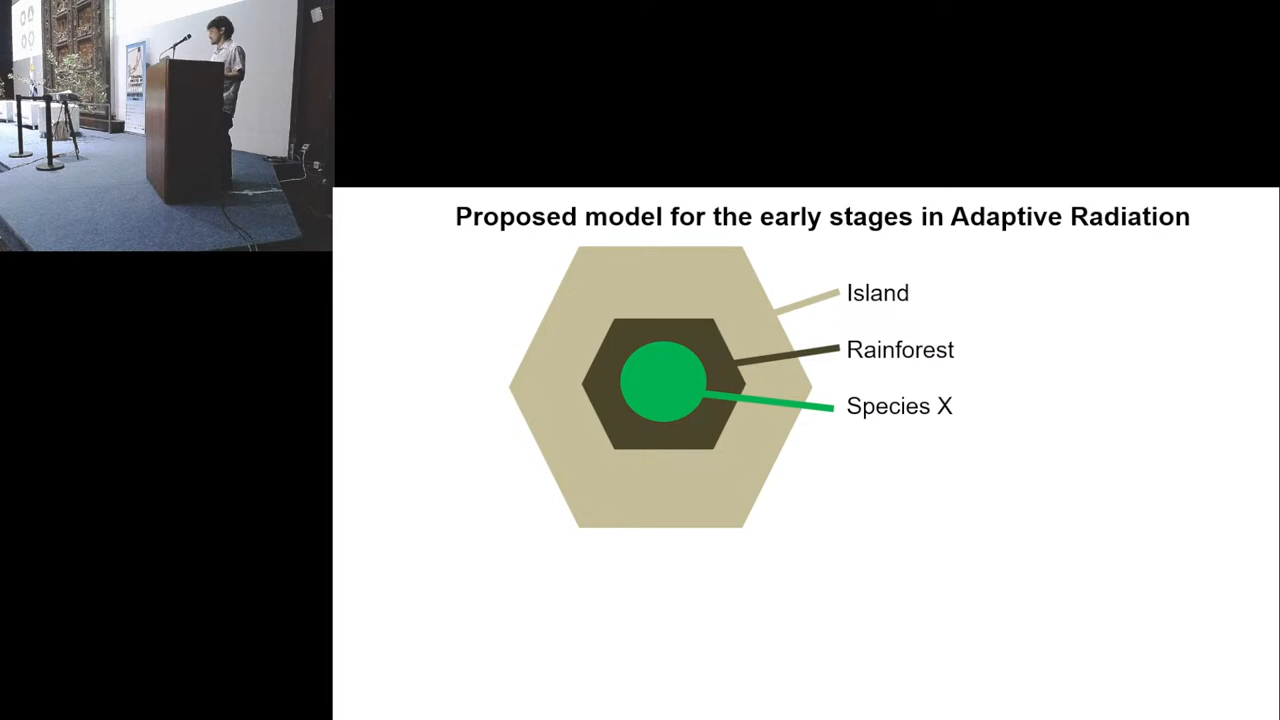 Proposed model for the early stages in Adaptive Radiation
Island
Rainforest
Species X